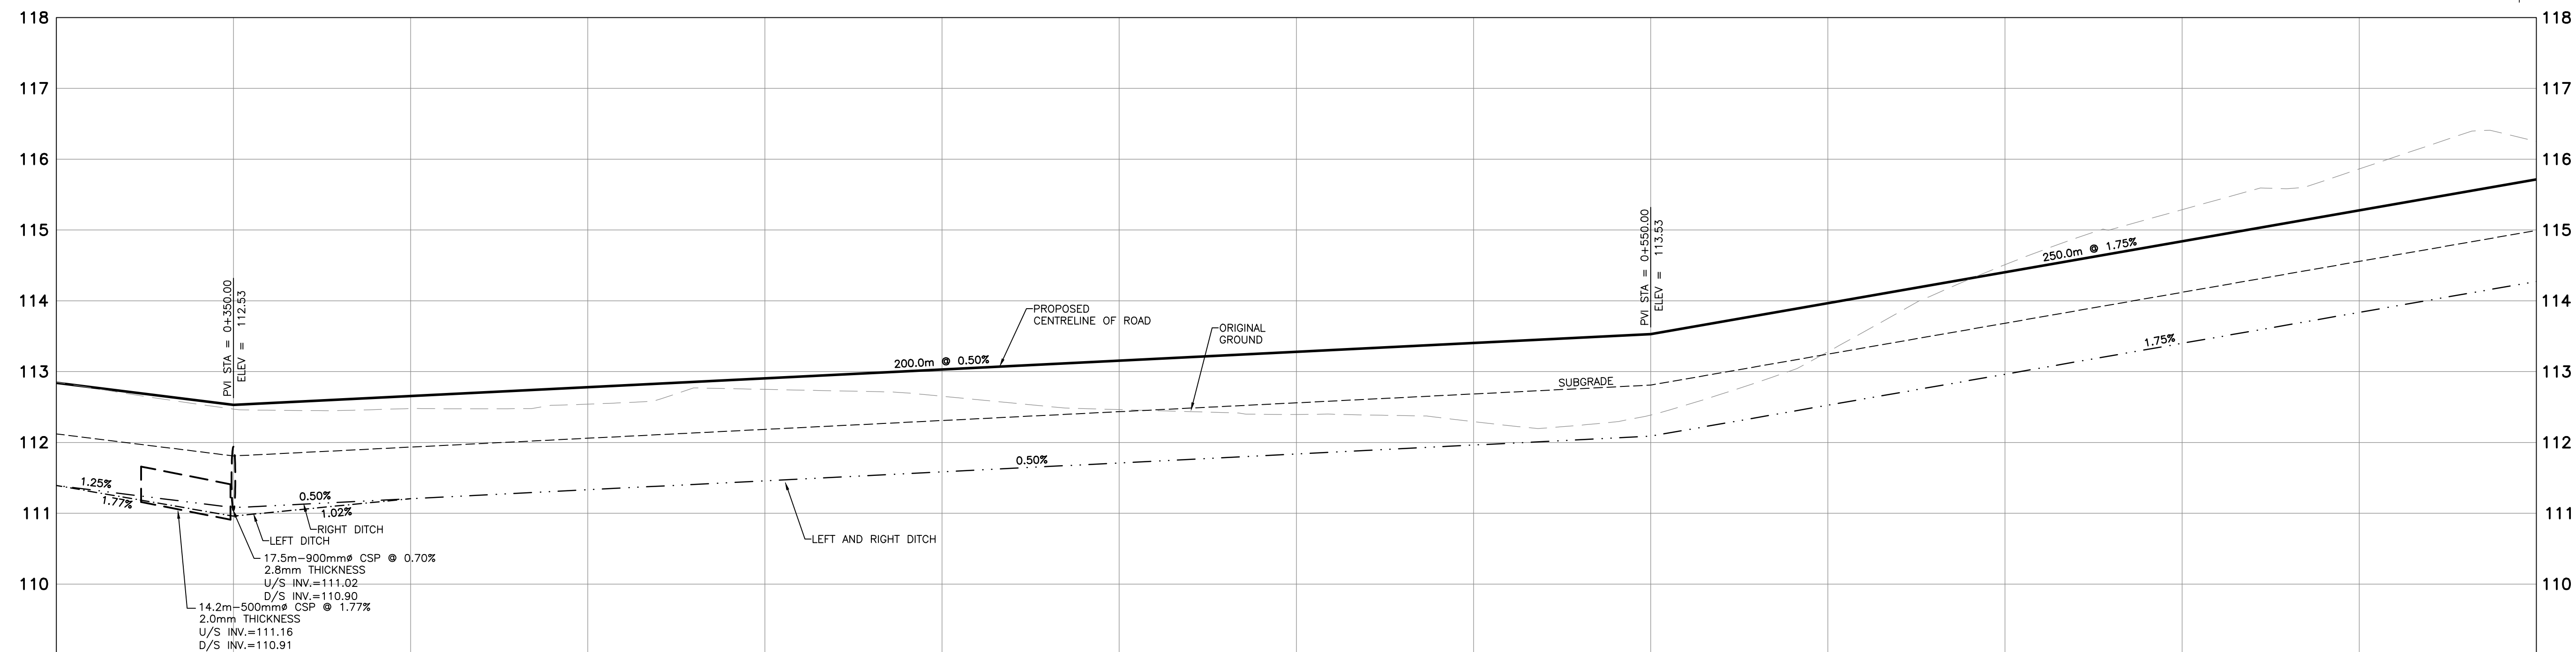 118
118
117
117
116
116
115
115
114
114
113
113
112
112
111
111
110
110
PVI STA = 0+350.00
ELEV = 112.53
PVI STA = 0+550.00
ELEV = 113.53
250.0m @ 1.75%
PROPOSED
CENTRELINE OF ROAD
ORIGINAL
GROUND
200.0m @ 0.50%
SUBGRADE
1.75%
0.50%
1.25%
1.77%
0.50%
1.02%
RIGHT DITCH
LEFT DITCH
LEFT AND RIGHT DITCH
17.5m-900mmø CSP @ 0.70%
2.8mm THICKNESS
U/S INV.=111.02
D/S INV.=110.90
14.2m-500mmø CSP @ 1.77%
2.0mm THICKNESS
U/S INV.=111.16
D/S INV.=110.91